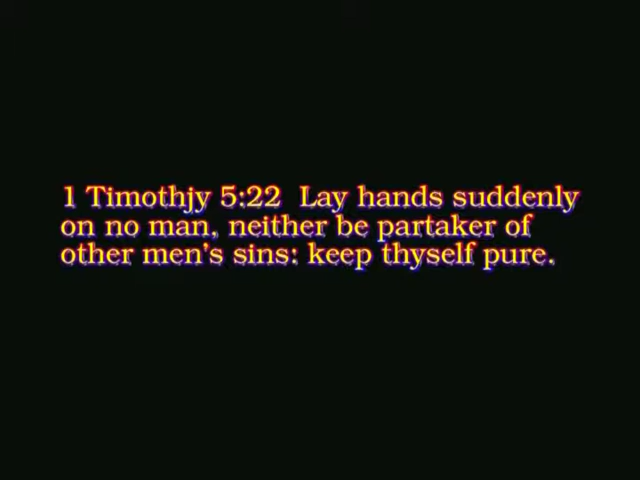 1 Timothjy 5:22  Lay hands suddenly
on no man, neither be partaker of
other men's sins: keep thyself pure.